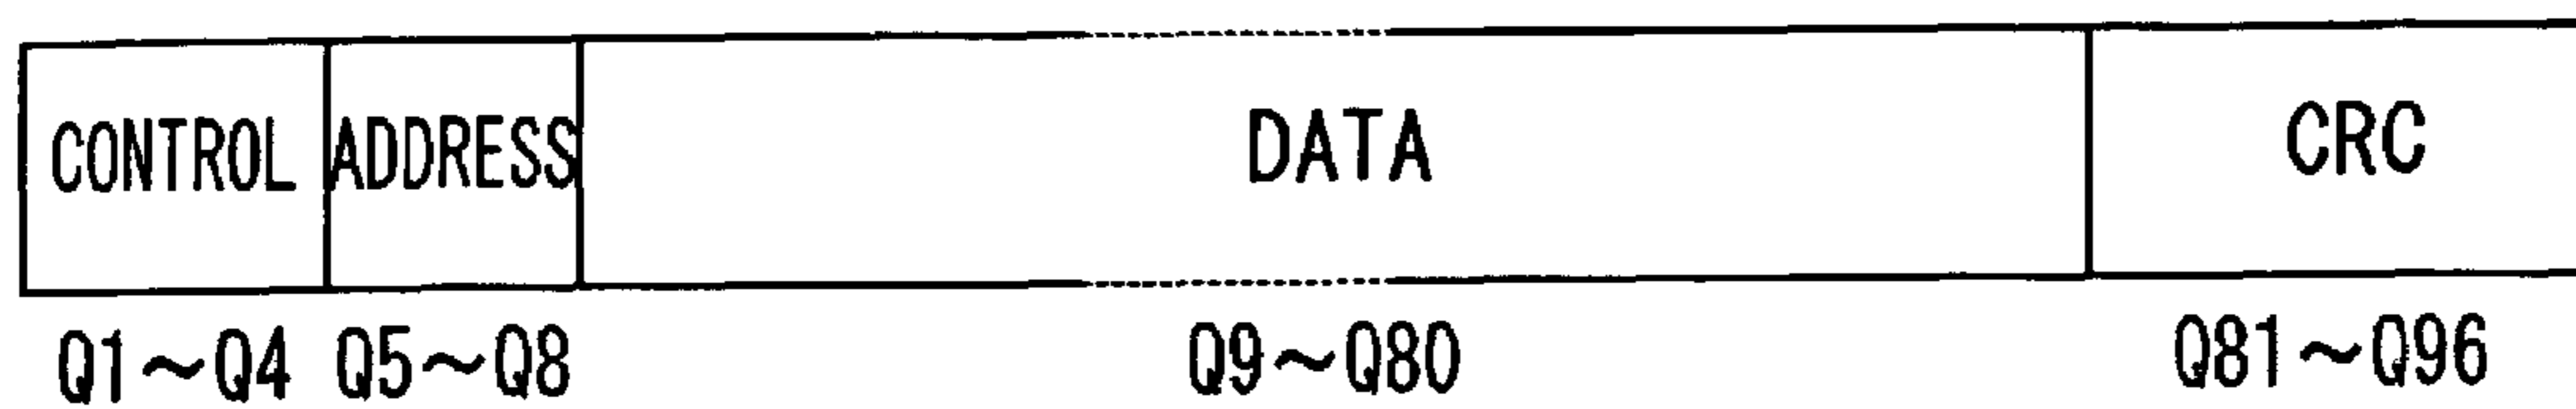 CONTROL ADDRESS DATA CRC
Q1～Q4 Q5～Q8 Q9～Q80 Q81～Q96